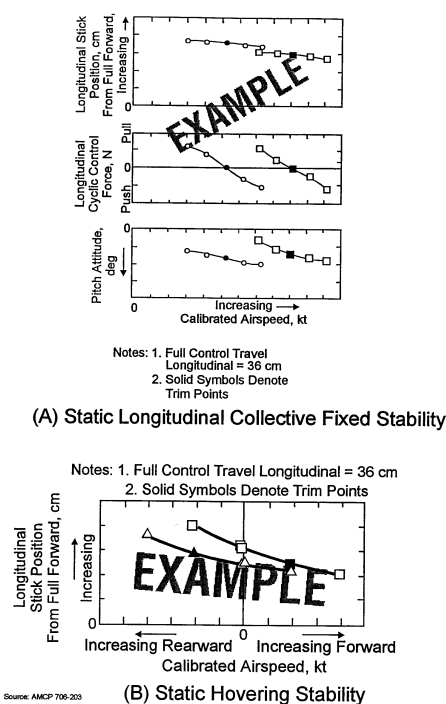 Longitudinal Stick
Position, cm
From Full Forward,
Increasing
0
EXAMPLE
Longitudinal
Cyclic Control
Force, N
Pull
0
Push
Pitch Attitude,
deg
0
Increasing
Calibrated Airspeed, kt
Notes: 1. Full Control Travel
Longitudinal = 36 cm
2. Solid Symbols Denote
Trim Points
(A) Static Longitudinal Collective Fixed Stability
Notes: 1. Full Control Travel Longitudinal = 36 cm
2. Solid Symbols Denote Trim Points
Longitudinal
Stick Position
From Full Forward, cm
Increasing
0
EXAMPLE
0
Increasing Rearward
Increasing Forward
Calibrated Airspeed, kt
Source: AMCP 706-203
(B) Static Hovering Stability